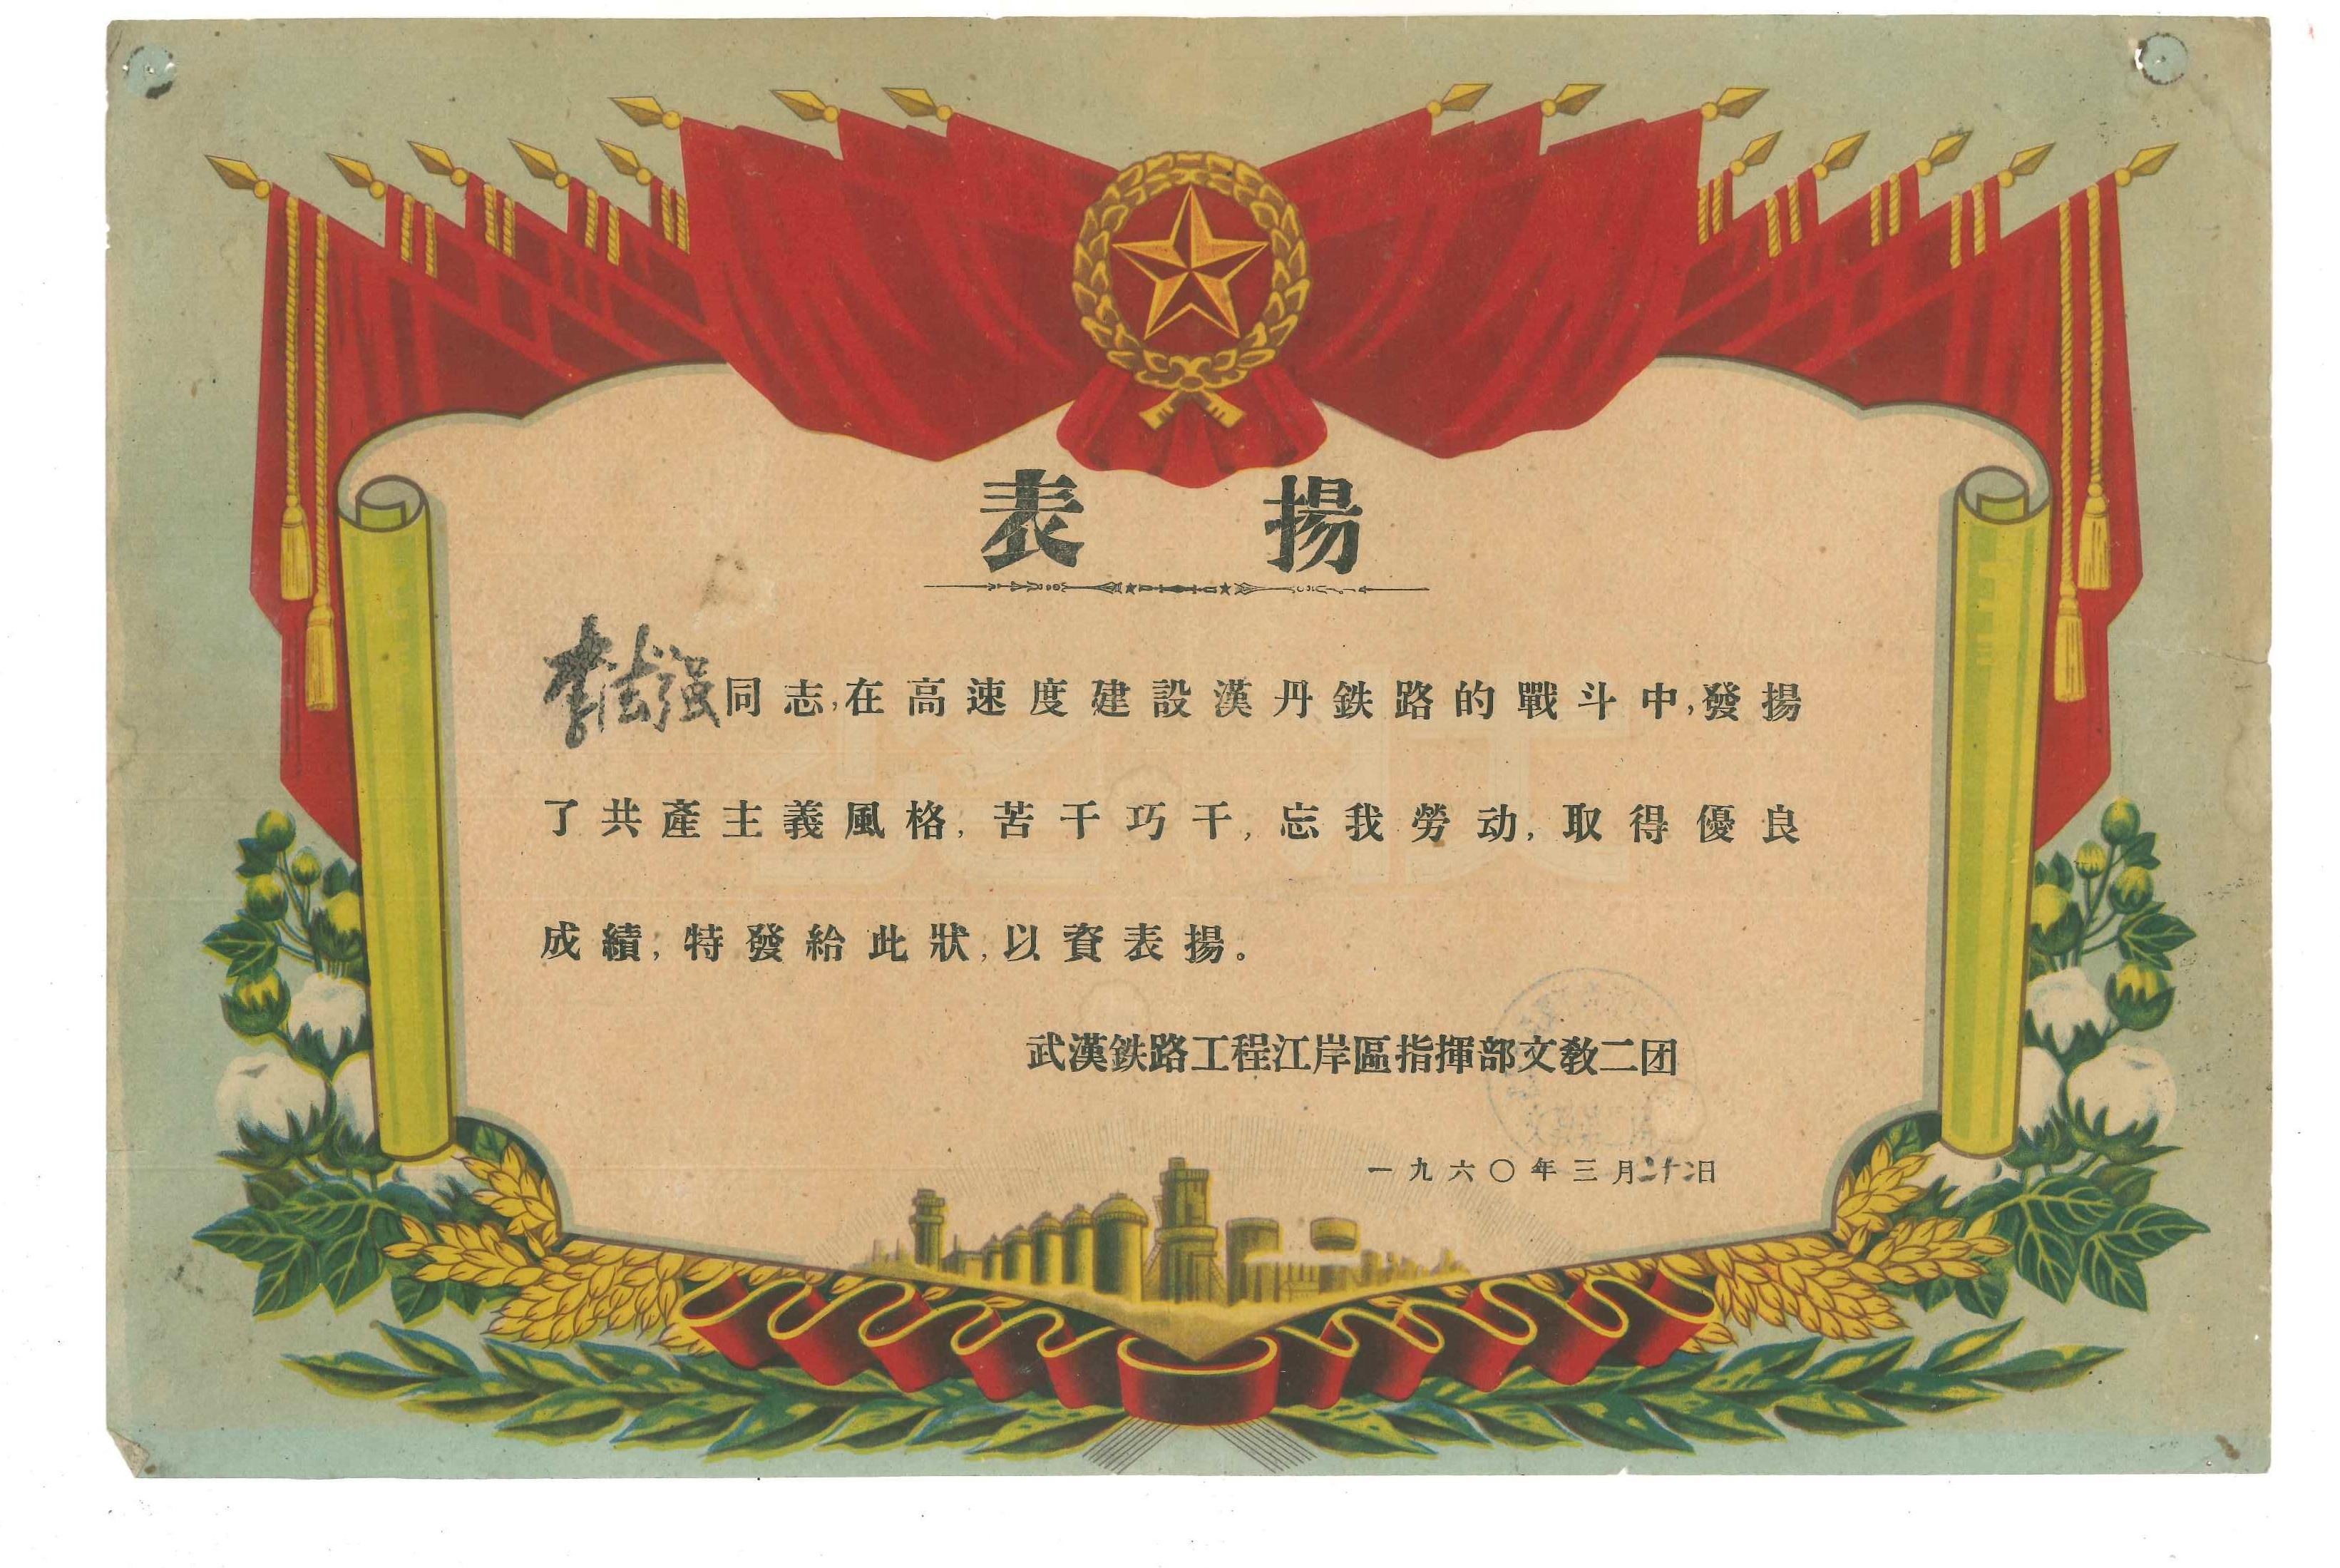 表揚
李法强同志,在高速度建設漢丹鉄路的戰斗中,發揚
了共產主義風格,苦干巧干,忘我勞动,取得優良
成績,特發給此狀,以資表揚。
武漢鉄路工程江岸區指揮部文教二团
一九六〇年三月二十二日